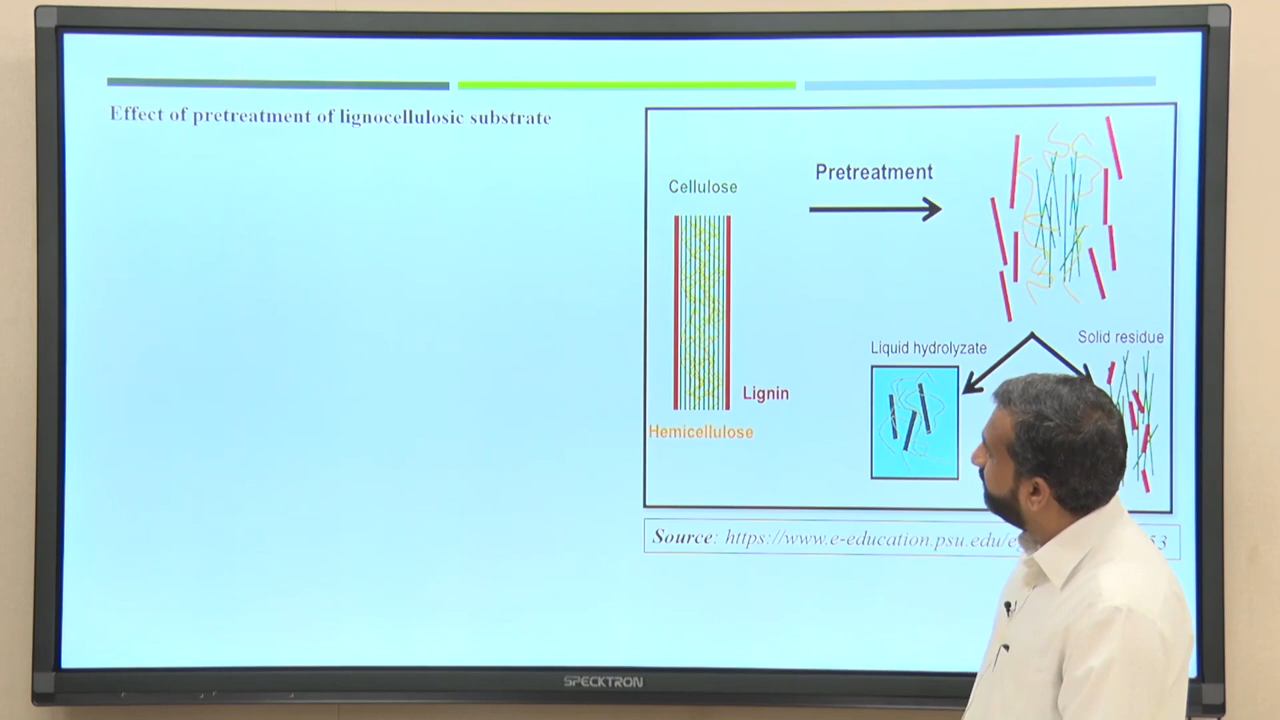 Effect of pretreatment of lignocellulosic substrate
Pretreatment
Cellulose
Liquid hydrolyzate
Solid residue
Lignin
Hemicellulose
Source: https://www.e-education.psu.edu/e 53
SPECKTRON